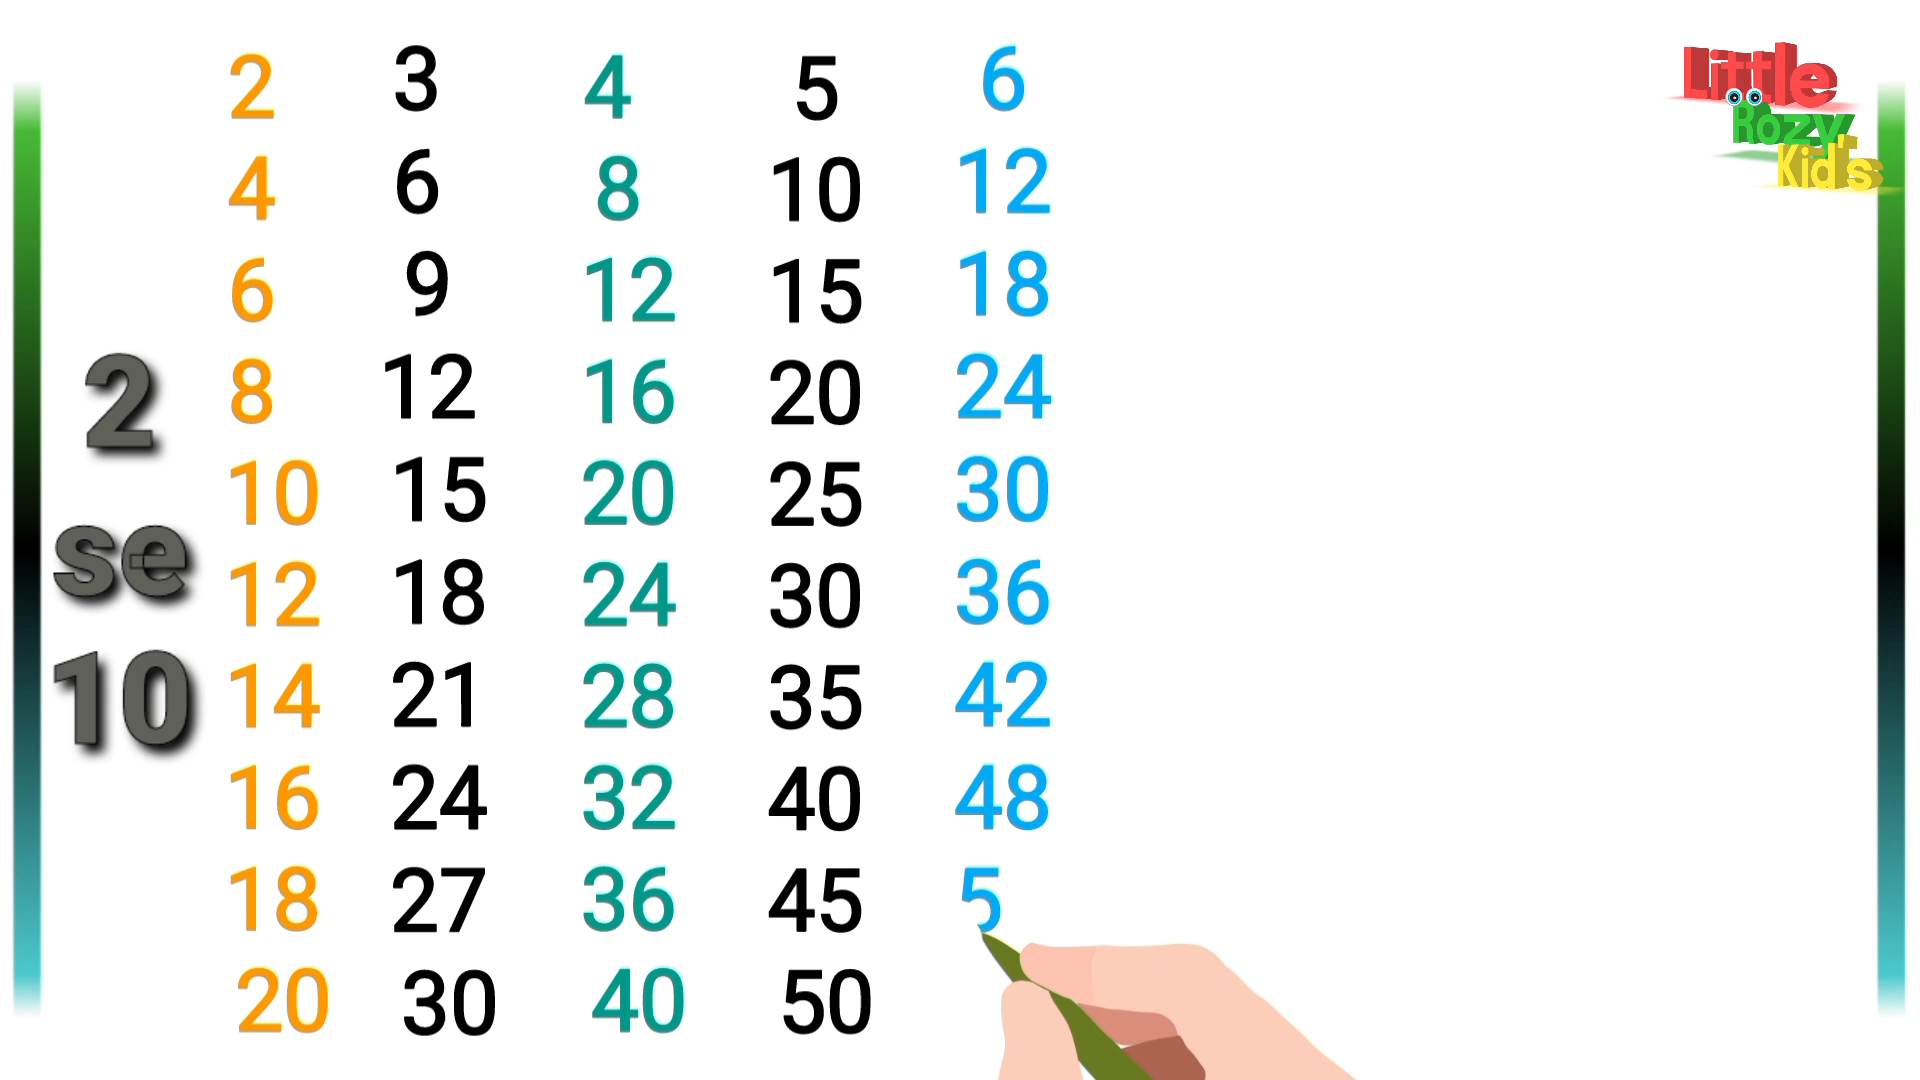 2 3 4 5 6
4 6 8 10 12
6 9 12 15 18
8 12 16 20 24
10 15 20 25 30
12 18 24 30 36
14 21 28 35 42
16 24 32 40 48
18 27 36 45 5
20 30 40 50
2
se
10
Little
Rozy
Kid's